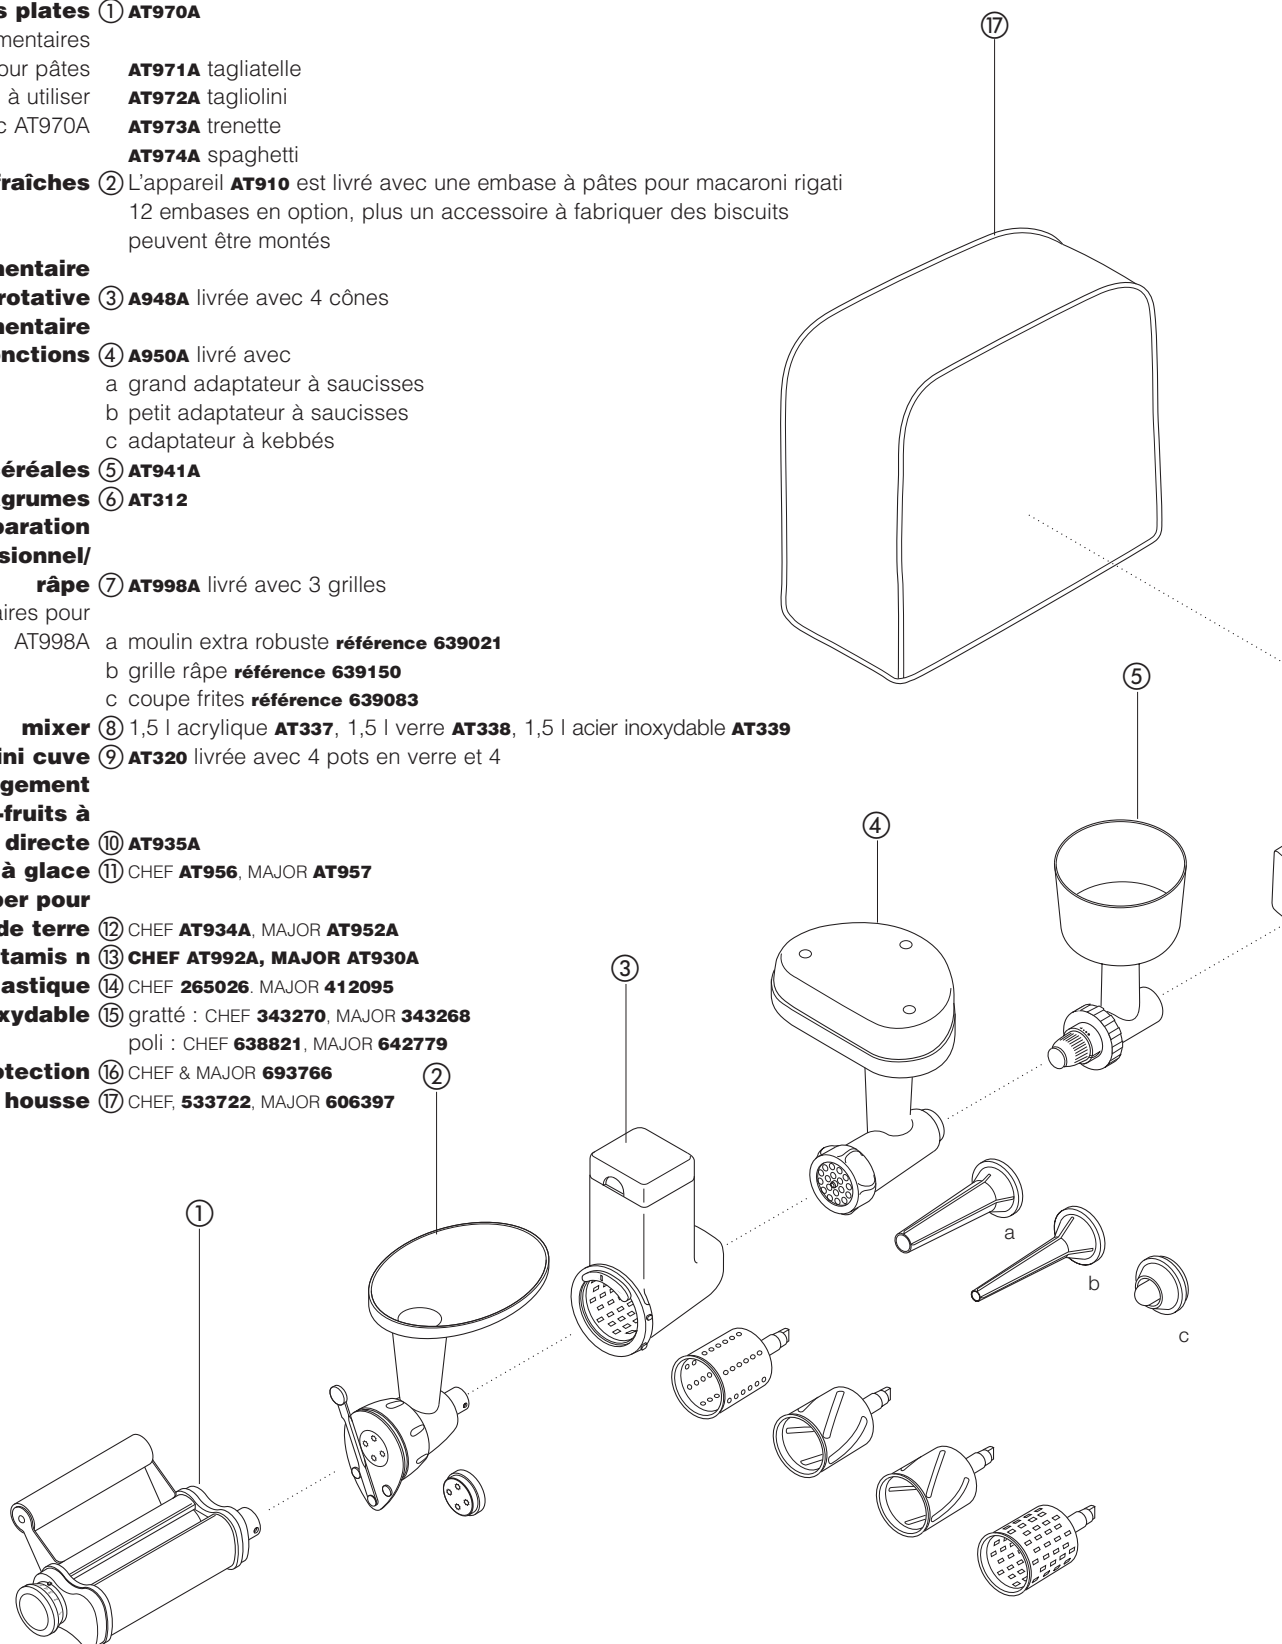 s plates ① AT970A
mentaires
our pâtes AT971A tagliatelle
à utiliser AT972A tagliolini
c AT970A AT973A trenette
AT974A spaghetti
raîches ② L'appareil AT910 est livré avec une embase à pâtes pour macaroni rigati
12 embases en option, plus un accessoire à fabriquer des biscuits
peuvent être montés
nentaire
rotative ③ A948A livrée avec 4 cônes
nentaire
nctions ④ A950A livré avec
a grand adaptateur à saucisses
b petit adaptateur à saucisses
c adaptateur à kebbés
éréales ⑤ AT941A
grumes ⑥ AT312
paration
sionnel/
râpe ⑦ AT998A livré avec 3 grilles
aires pour
AT998A a moulin extra robuste référence 639021
b grille râpe référence 639150
c coupe frites référence 639083
mixer ⑧ 1,5 l acrylique AT337, 1,5 l verre AT338, 1,5 l acier inoxydable AT339
ini cuve ⑨ AT320 livrée avec 4 pots en verre et 4
gement
-fruits à
directe ⑩ AT935A
à glace ⑪ CHEF AT956, MAJOR AT957
per pour
de terre ⑫ CHEF AT934A, MAJOR AT952A
tamis n ⑬ CHEF AT992A, MAJOR AT930A
astique ⑭ CHEF 265026. MAJOR 412095
xydable ⑮ gratté : CHEF 343270, MAJOR 343268
poli : CHEF 638821, MAJOR 642779
otection ⑯ CHEF & MAJOR 693766
housse ⑰ CHEF, 533722, MAJOR 606397
⑰
⑤
④
③
②
①
a
b
c